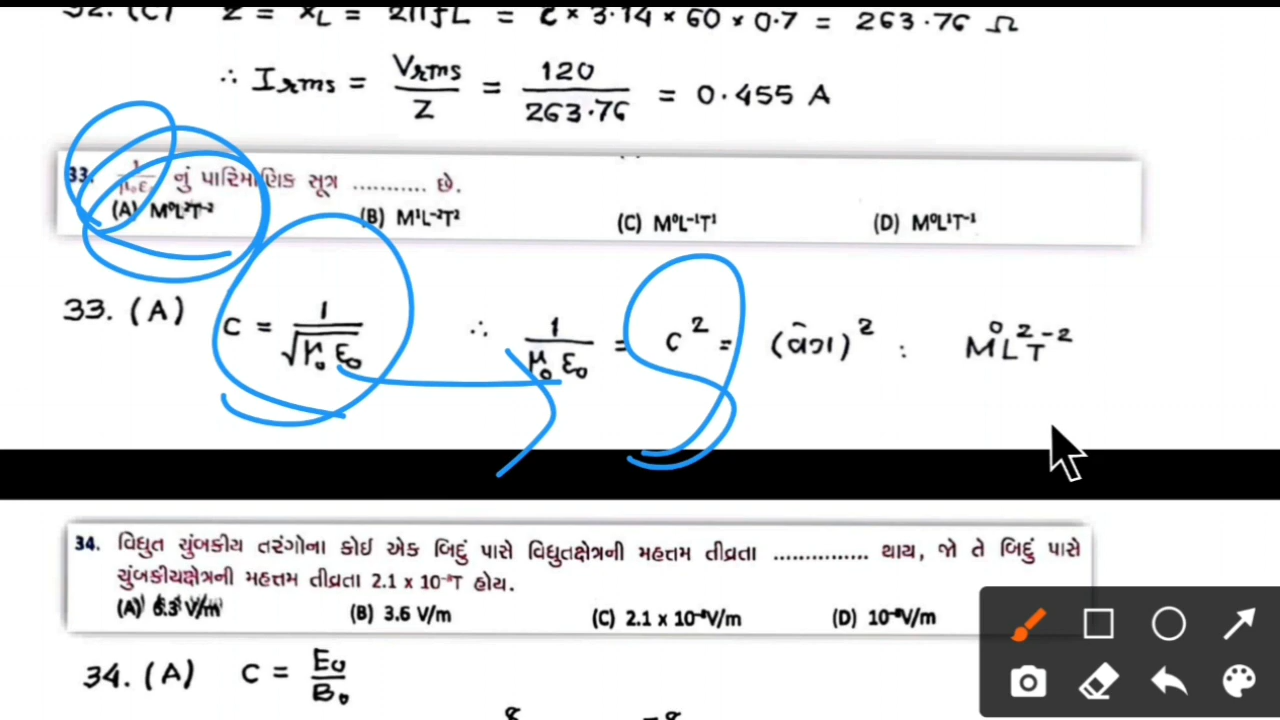 32. (C) Z = XL = 2πfL = 2 × 3.14 × 60 × 0.7 = 263.76 Ω
∴ Irms = Vrms / Z = 120 / 263.76 = 0.455 A
33. 1/μ₀ε₀ નું પારિમાણિક સૂત્ર ........... છે.
(A) M⁰L²T⁻² (B) M¹L⁻²T² (C) M⁰L⁻¹T¹ (D) M⁰L¹T⁻¹
33. (A) C = 1/√μ₀ε₀ ∴ 1/μ₀ε₀ = C² = (વેગ)² : M⁰L²T⁻²
34. વિદ્યુત ચુંબકીય તરંગોના કોઈ એક બિંદું પાસે વિદ્યુતક્ષેત્રની મહત્તમ તીવ્રતા ............... થાય, જો તે બિંદું પાસે
ચુંબકીયક્ષેત્રની મહત્તમ તીવ્રતા 2.1 x 10⁻⁸T હોય.
(A) 6.3 V/m (B) 3.6 V/m (C) 2.1 x 10⁻⁸V/m (D) 10⁻⁸V/m
34. (A) C = E₀/B₀